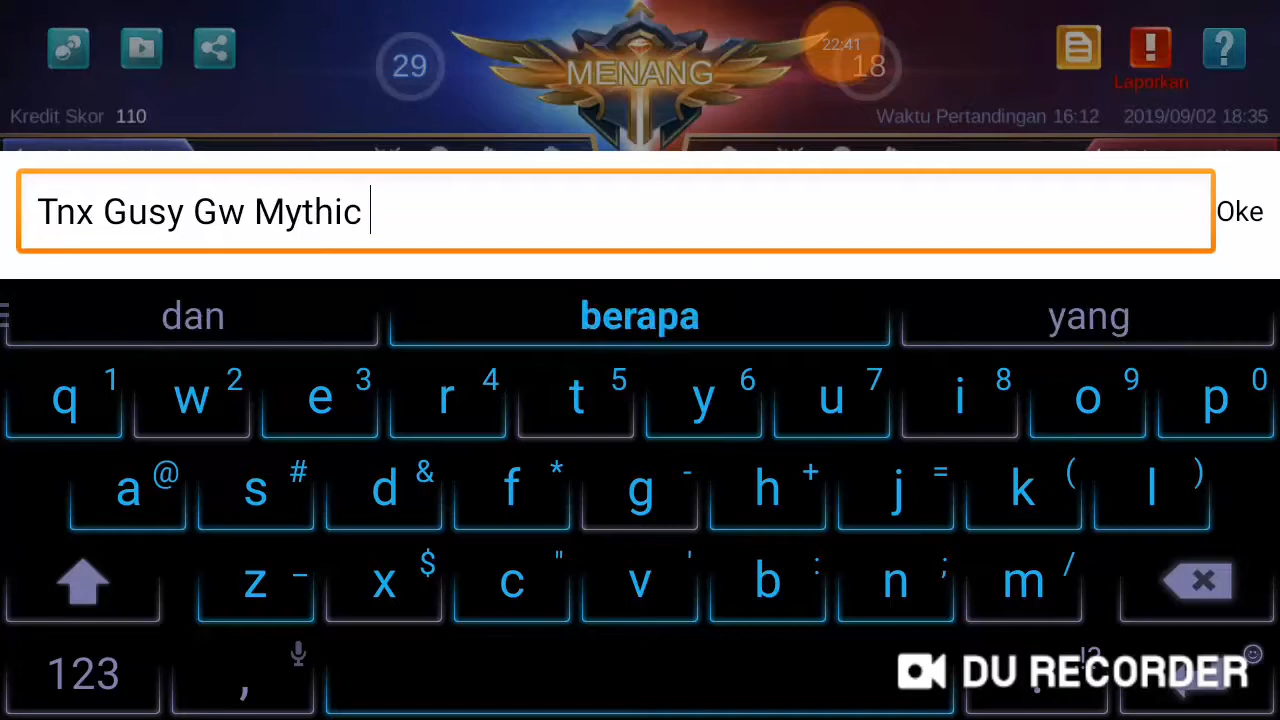 29
MENANG
22:41
18
Laporkan
Kredit Skor 110
Waktu Pertandingan 16:12 2019/09/02 18:35
Tnx Gusy Gw Mythic
Oke
dan berapa yang
q 1 w 2 e 3 r 4 t 5 y 6 u 7 i 8 o 9 p 0
a @ s # d & f * g - h + j = k ( l )
z _ x $ c " v ' b : n ; m /
123 , . !?
DU RECORDER